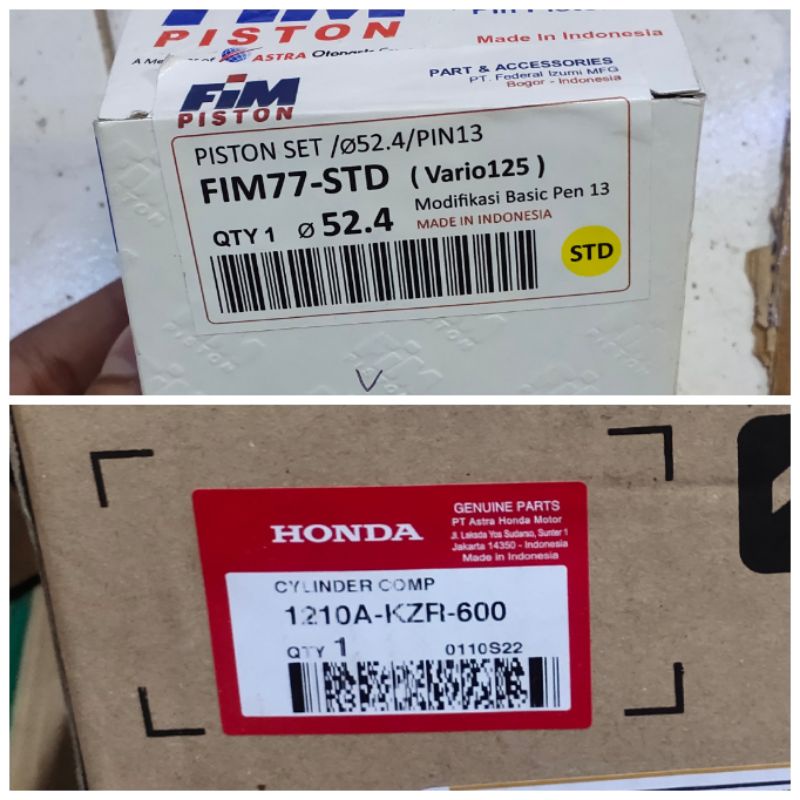 FIM
PISTON
Made in Indonesia
ASTRA
PART & ACCESSORIES
PT. Federal Izumi MFG
Bogor - Indonesia
FIM
PISTON
PISTON SET /Ø52.4/PIN13
FIM77-STD ( Vario125 )
Modifikasi Basic Pen 13
QTY 1 Ø 52.4 MADE IN INDONESIA
STD
V
HONDA
GENUINE PARTS
PT Astra Honda Motor
Jl. Laksda Yos Sudarso, Sunter 1
Jakarta 14350 - Indonesia
Made in Indonesia
CYLINDER COMP
1210A-KZR-600
QTY 1 0110S22